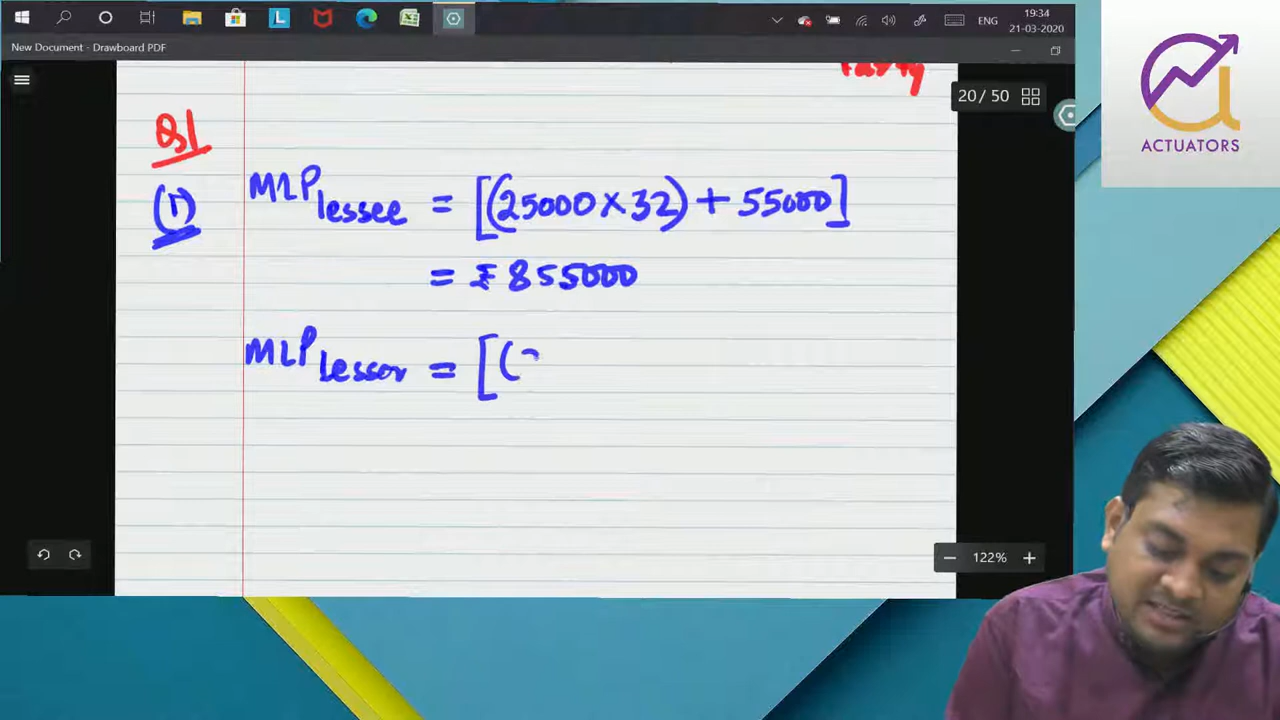 19:34
ENG
21-03-2020
New Document - Drawboard PDF
20 / 50
ACTUATORS
Q1
(1) MLP lessee = [(25000 × 32) + 55000]
= ₹ 855000
MLP lessor = [(
122%